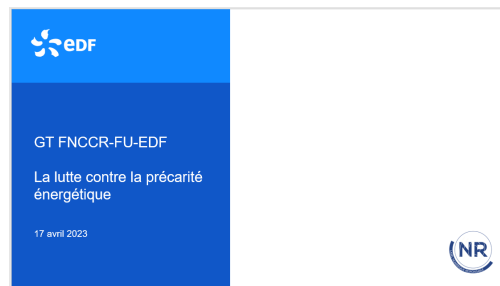 eDF
GT FNCCR-FU-EDF
La lutte contre la précarité
énergétique
17 avril 2023
NR